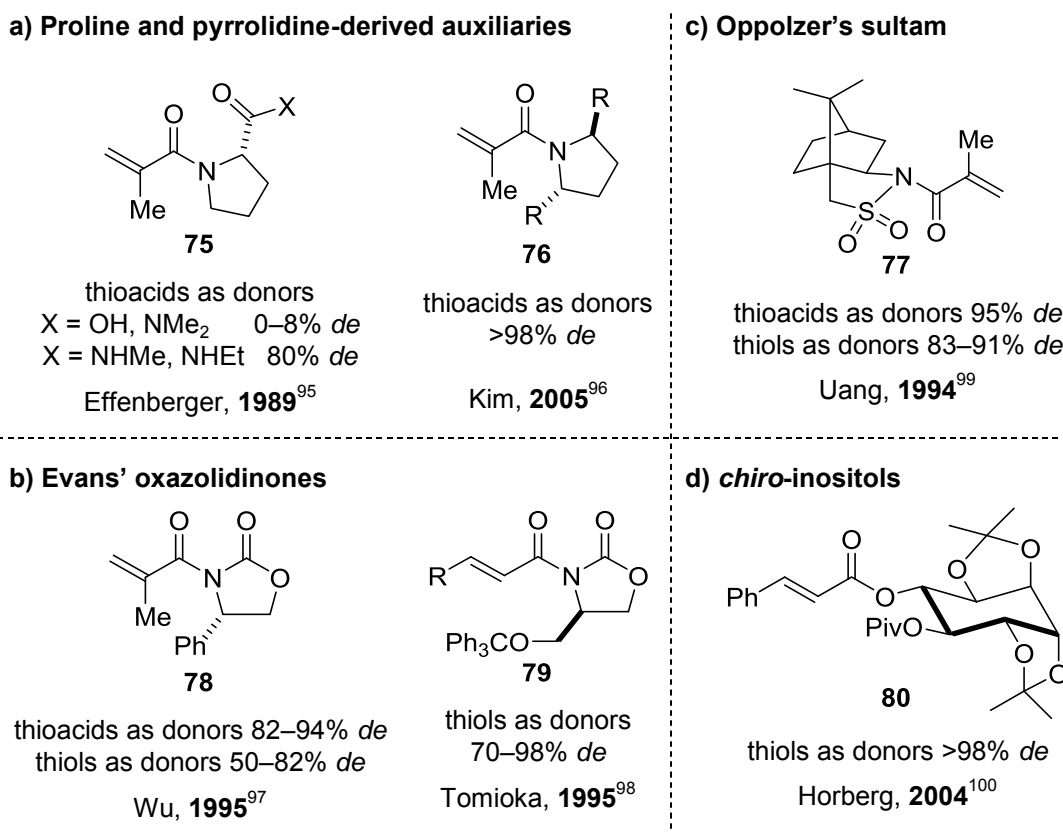 a) Proline and pyrrolidine-derived auxiliaries
O
X
O
N
Me
75
thioacids as donors
X = OH, NMe2 0–8% de
X = NHMe, NHEt 80% de
Effenberger, 1989^95
O
R
N
Me
R
76
thioacids as donors
>98% de
Kim, 2005^96
c) Oppolzer's sultam
Me
N
S
O
O
O
77
thioacids as donors 95% de
thiols as donors 83–91% de
Uang, 1994^99
b) Evans' oxazolidinones
O
O
N
O
Me
Ph
78
thioacids as donors 82–94% de
thiols as donors 50–82% de
Wu, 1995^97
O
O
R
N
O
Ph3CO
79
thiols as donors
70–98% de
Tomioka, 1995^98
d) chiro-inositols
O
O
O
Ph
O
PivO
O
O
80
thiols as donors >98% de
Horberg, 2004^100